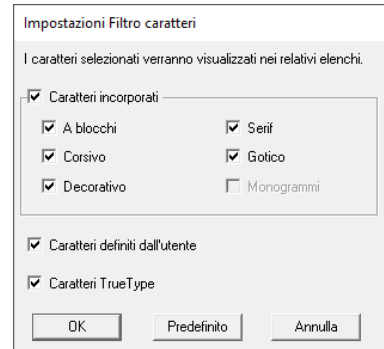 Impostazioni Filtro caratteri
I caratteri selezionati verranno visualizzati nei relativi elenchi.
Caratteri incorporati
A blocchi
Serif
Corsivo
Gotico
Decorativo
Monogrammi
Caratteri definiti dall'utente
Caratteri TrueType
OK
Predefinito
Annulla